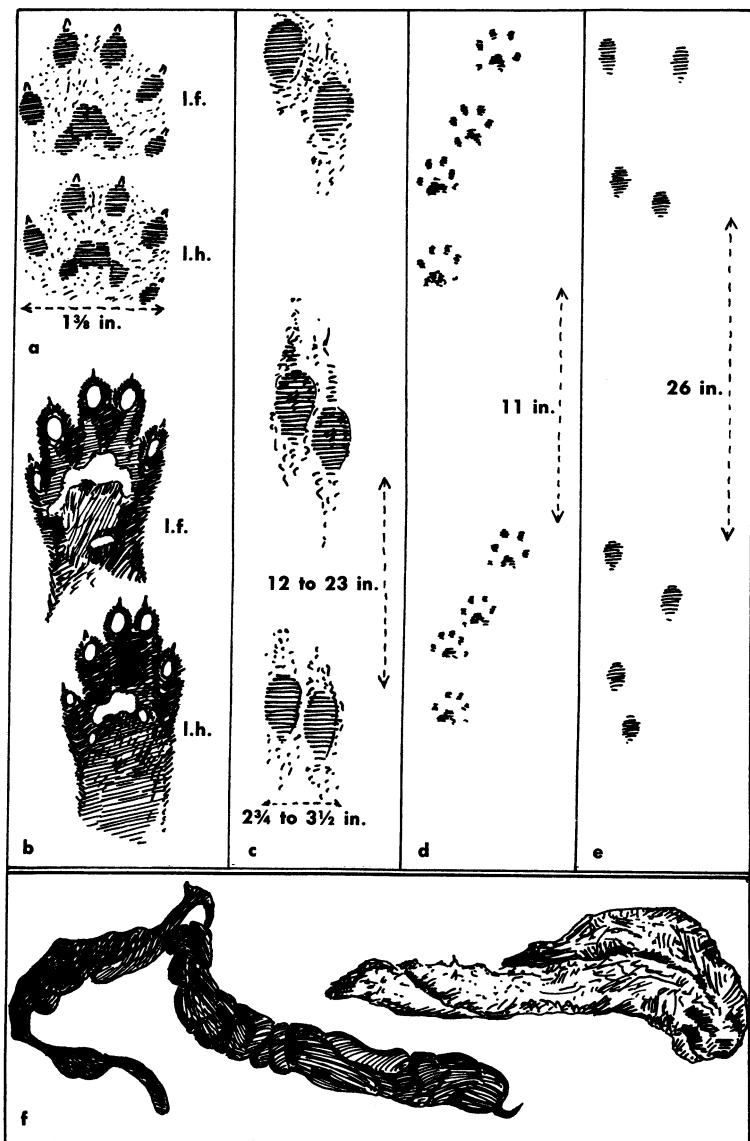 l.f.
l.h.
1⅜ in.
a
l.f.
l.h.
b
12 to 23 in.
2¾ to 3½ in.
c
11 in.
d
26 in.
e
f